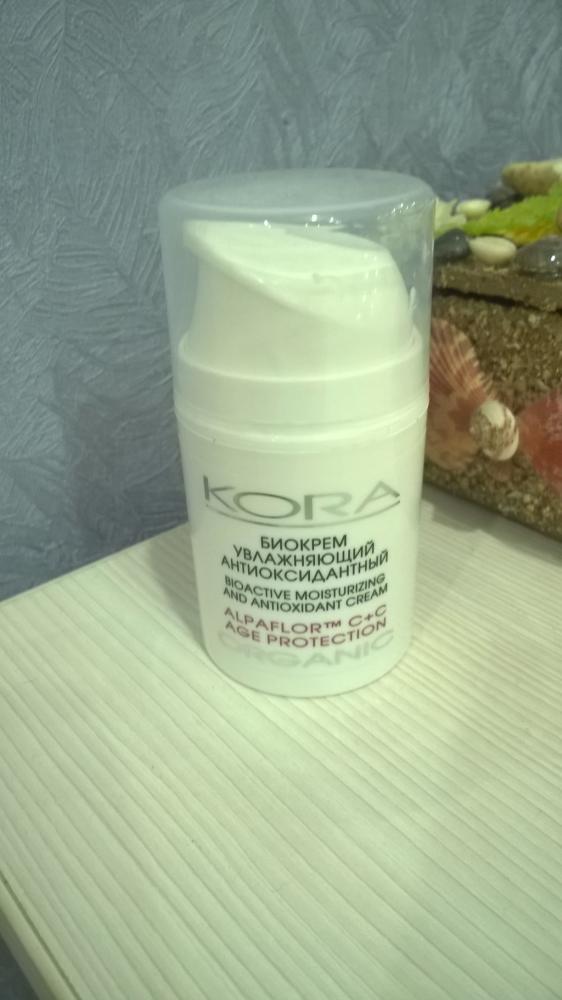 KORA
БИОКРЕМ
УВЛАЖНЯЮЩИЙ
АНТИОКСИДАНТНЫЙ
BIOACTIVE MOISTURIZING
AND ANTIOXIDANT CREAM
ALPAFLOR™ C+C
AGE PROTECTION
ORGANIC